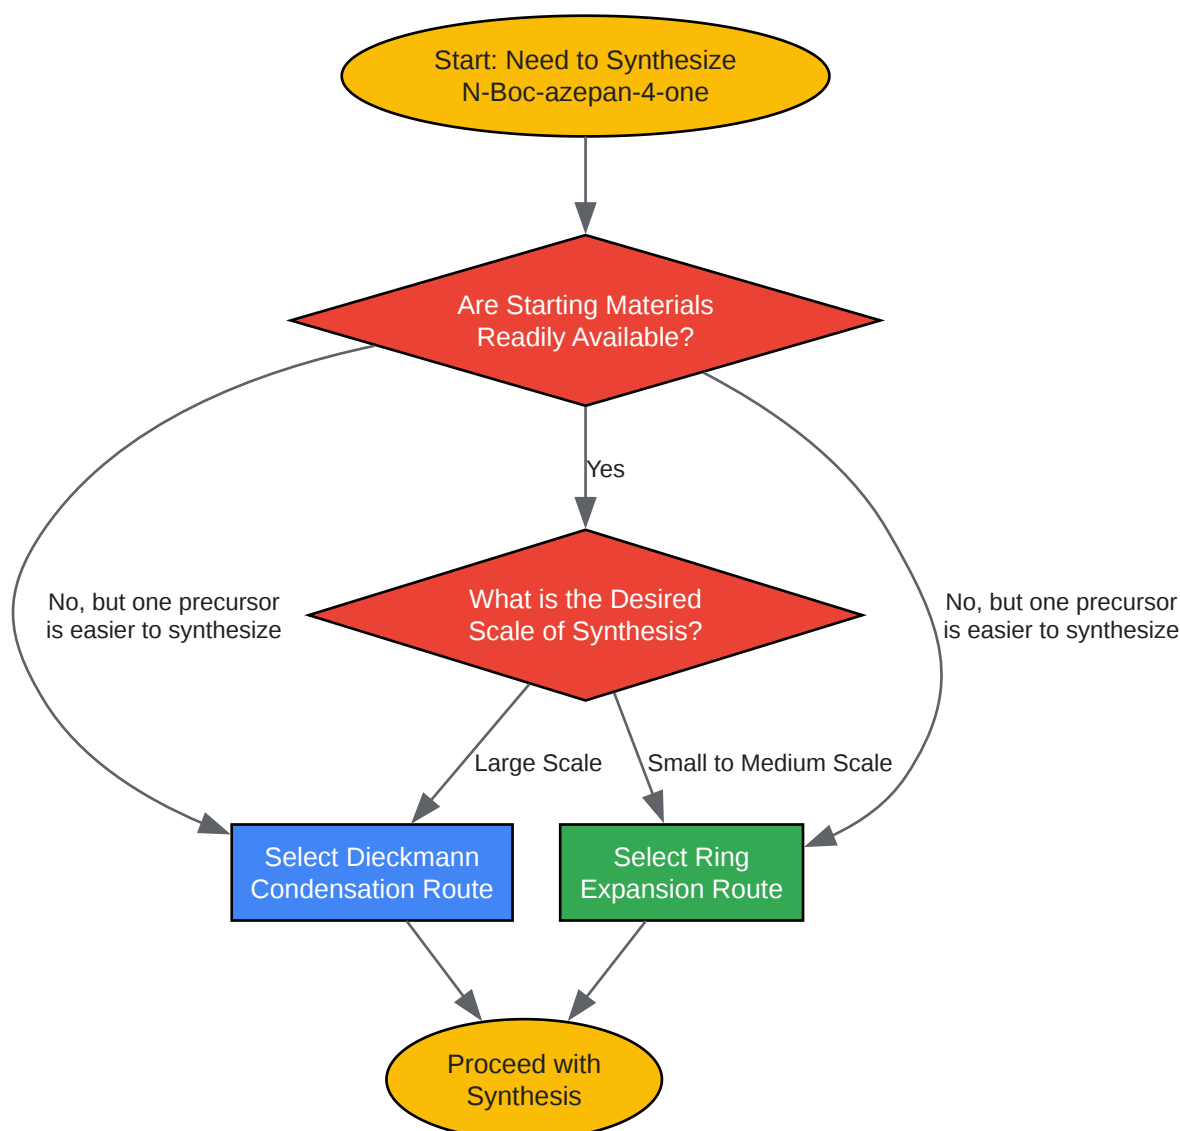 Start: Need to Synthesize
N-Boc-azepan-4-one
Are Starting Materials
Readily Available?
Yes
No, but one precursor
is easier to synthesize
What is the Desired
Scale of Synthesis?
No, but one precursor
is easier to synthesize
Large Scale
Small to Medium Scale
Select Dieckmann
Condensation Route
Select Ring
Expansion Route
Proceed with
Synthesis